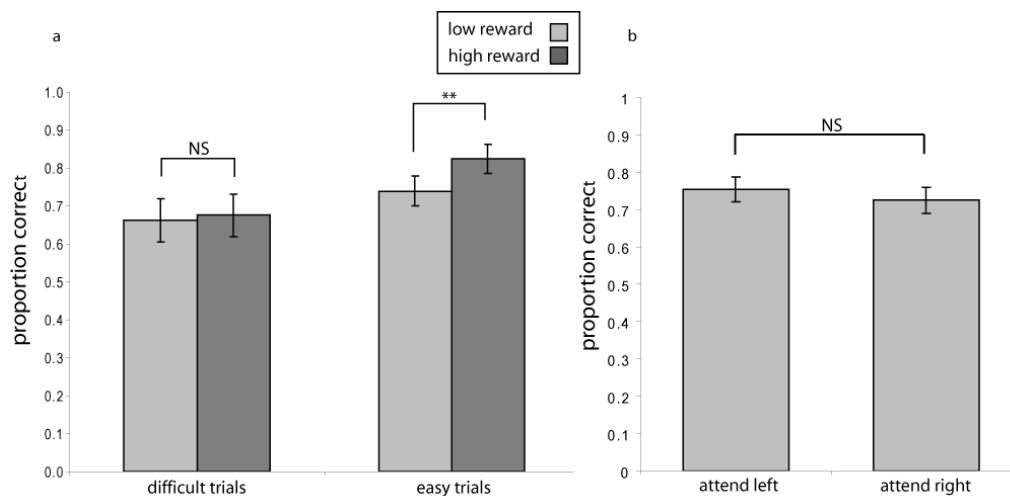 a
low reward
high reward
b
proportion correct
1.0
0.9
0.8
0.7
0.6
0.5
0.4
0.3
0.2
0.1
0.0
NS
**
difficult trials
easy trials
proportion correct
1
0.9
0.8
0.7
0.6
0.5
0.4
0.3
0.2
0.1
0
NS
attend left
attend right